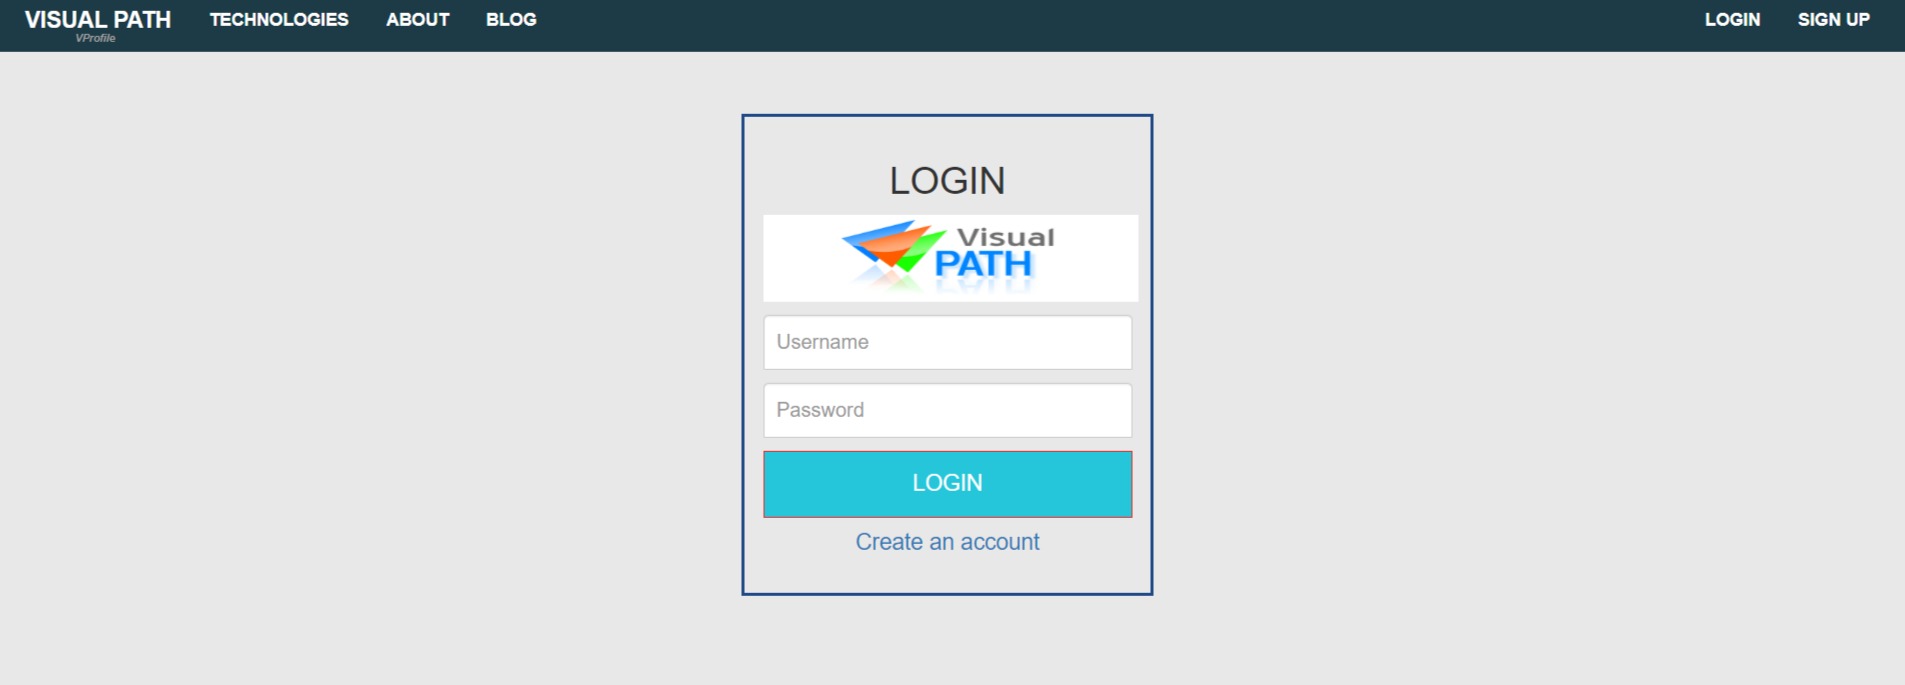 VISUAL PATH TECHNOLOGIES ABOUT BLOG LOGIN SIGN UP
VProfile
LOGIN
Visual
PATH
Username
Password
LOGIN
Create an account